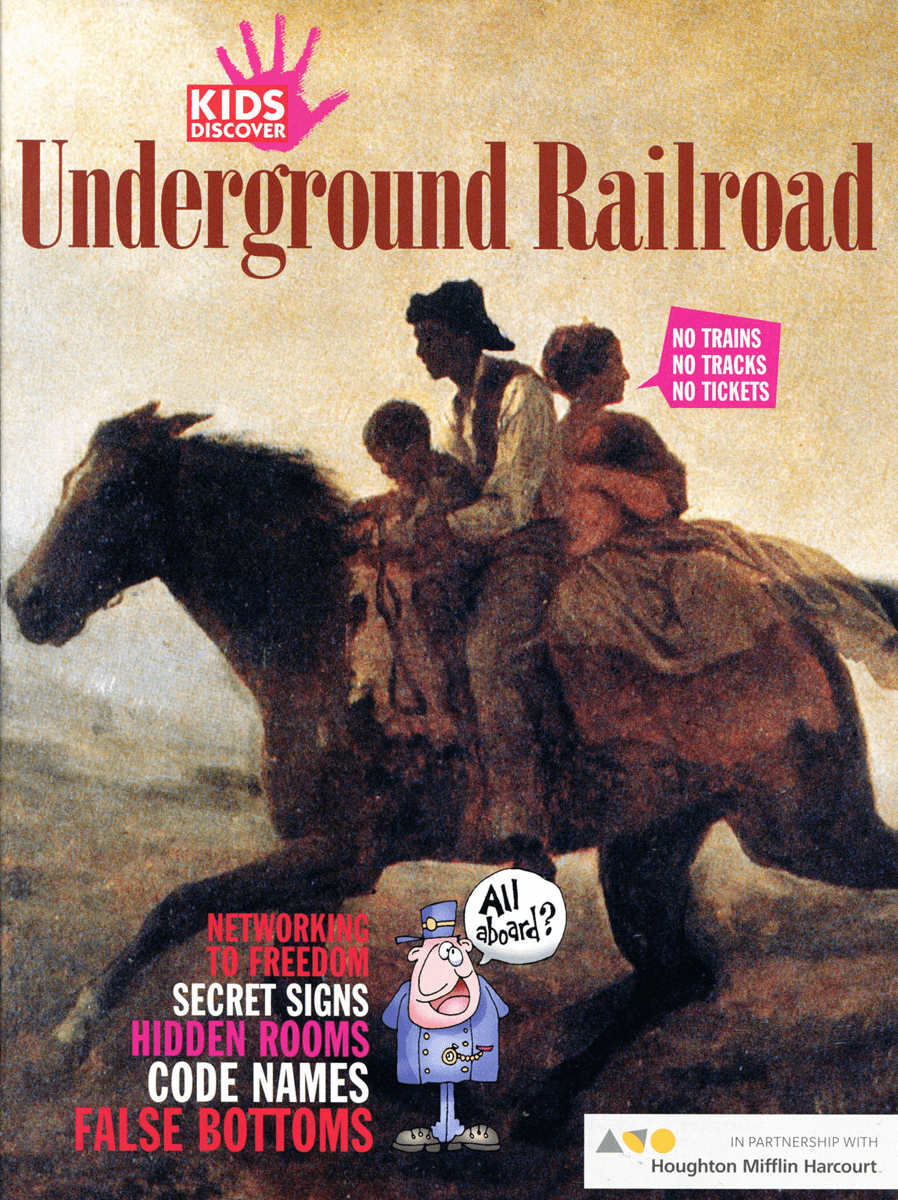 KIDS
DISCOVER
Underground Railroad
NO TRAINS
NO TRACKS
NO TICKETS
All
aboard?
NETWORKING
TO FREEDOM
SECRET SIGNS
HIDDEN ROOMS
CODE NAMES
FALSE BOTTOMS
IN PARTNERSHIP WITH
Houghton Mifflin Harcourt